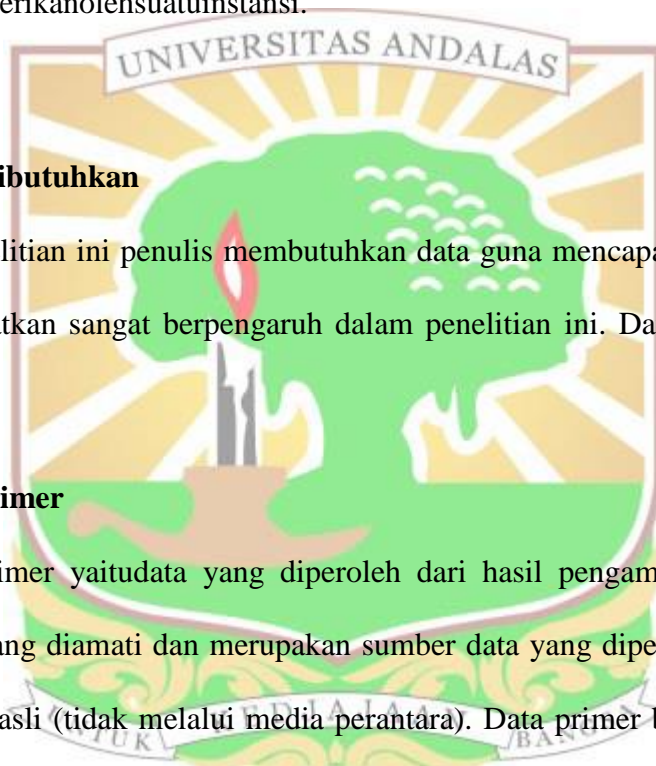 erikanolehsuatuinstansi.
UNIVERSITAS ANDALAS
ibutuhkan
litian ini penulis membutuhkan data guna mencapa
atkan sangat berpengaruh dalam penelitian ini. Da
imer
imer yaitudata yang diperoleh dari hasil pengam
ang diamati dan merupakan sumber data yang dipe
asli (tidak melalui media perantara). Data primer b